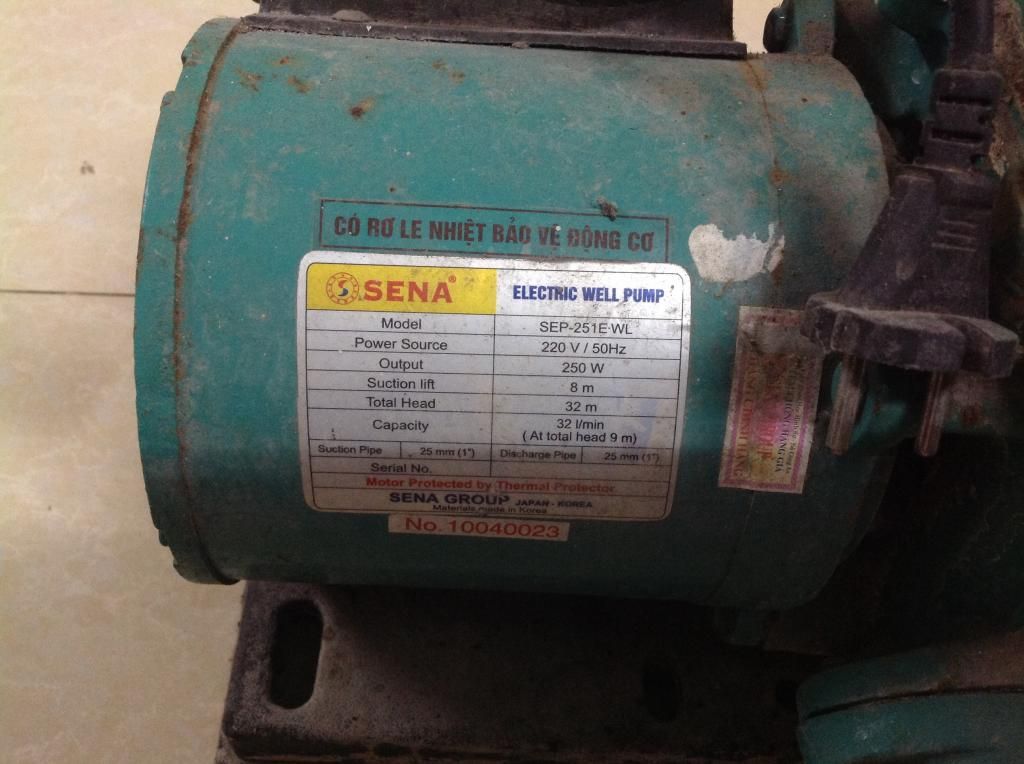 CÓ RƠ LE NHIỆT BẢO VỆ ĐỘNG CƠ
SENA® ELECTRIC WELL PUMP
Model SEP-251E·WL
Power Source 220 V / 50Hz
Output 250 W
Suction lift 8 m
Total Head 32 m
Capacity 32 l/min
( At total head 9 m)
Suction Pipe 25 mm (1") Discharge Pipe 25 mm (1")
Serial No.
Motor Protected by Thermal Protector
SENA GROUP JAPAN - KOREA
Materials made in Korea
No. 10040023